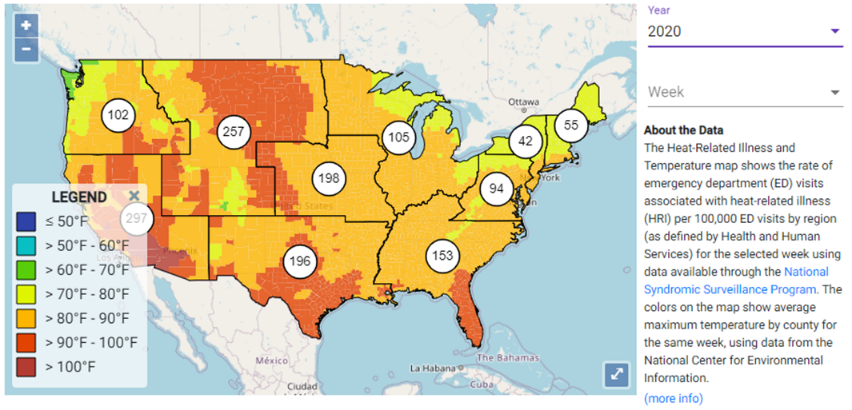 +
−
Ottawa
102
257
105
42
55
198
94
York
LEGEND
≤ 50°F
> 50°F - 60°F
> 60°F - 70°F
> 70°F - 80°F
> 80°F - 90°F
> 90°F - 100°F
> 100°F
297
196
153
México
Ciudad
La Habana
Cuba
The Bahamas
Year
2020
Week
About the Data
The Heat-Related Illness and
Temperature map shows the rate of
emergency department (ED) visits
associated with heat-related illness
(HRI) per 100,000 ED visits by region
(as defined by Health and Human
Services) for the selected week using
data available through the National
Syndromic Surveillance Program. The
colors on the map show average
maximum temperature by county for
the same week, using data from the
National Center for Environmental
Information.
(more info)